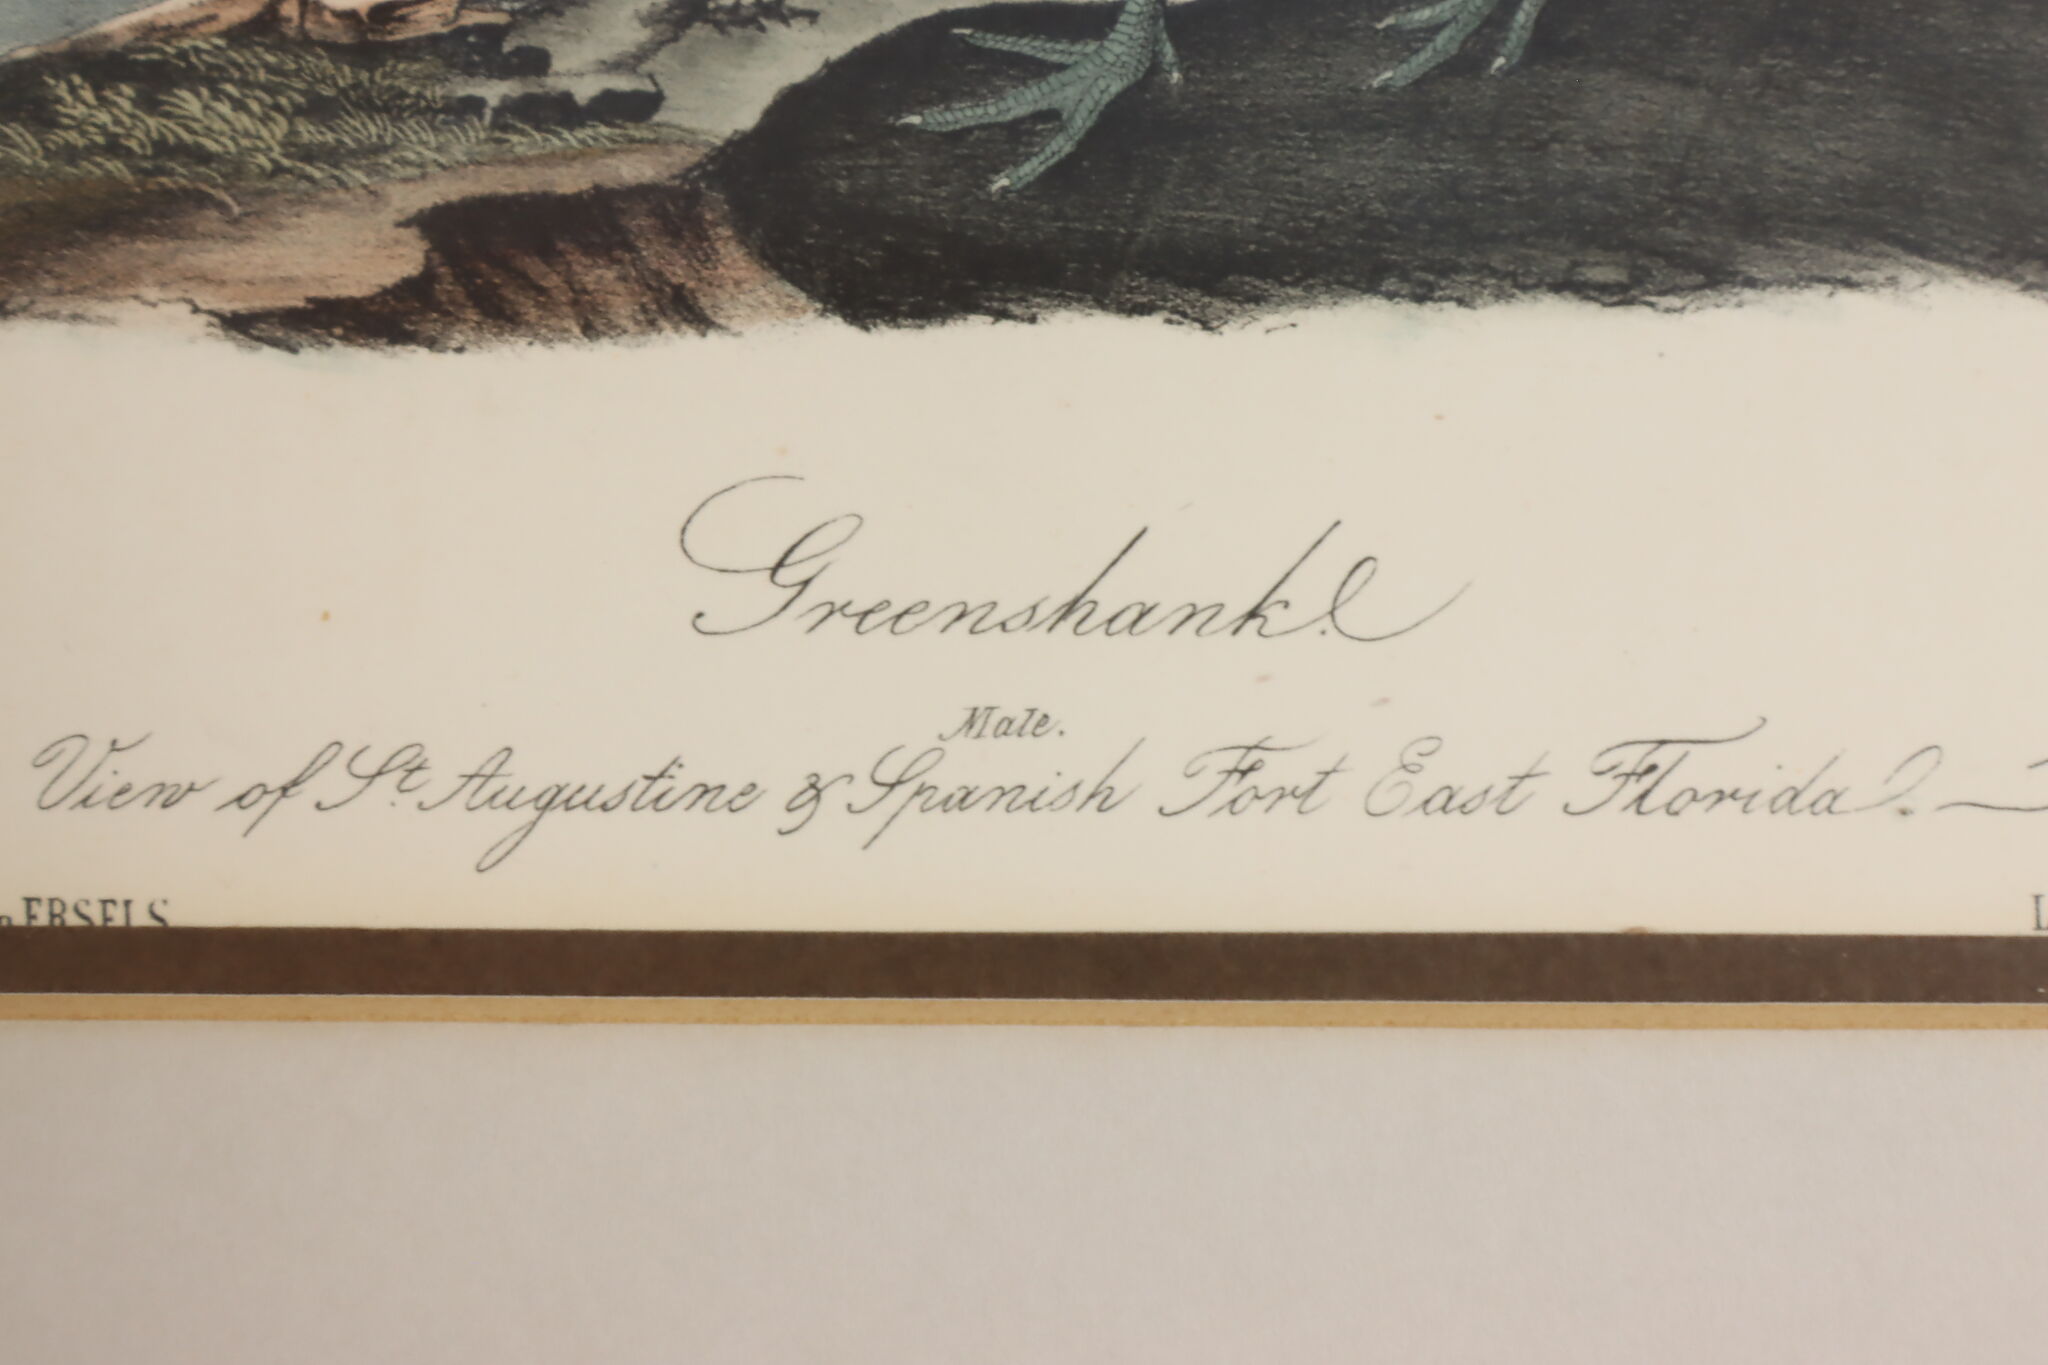 Greenshank.
Male.
View of St Augustine & Spanish Fort East Florida.